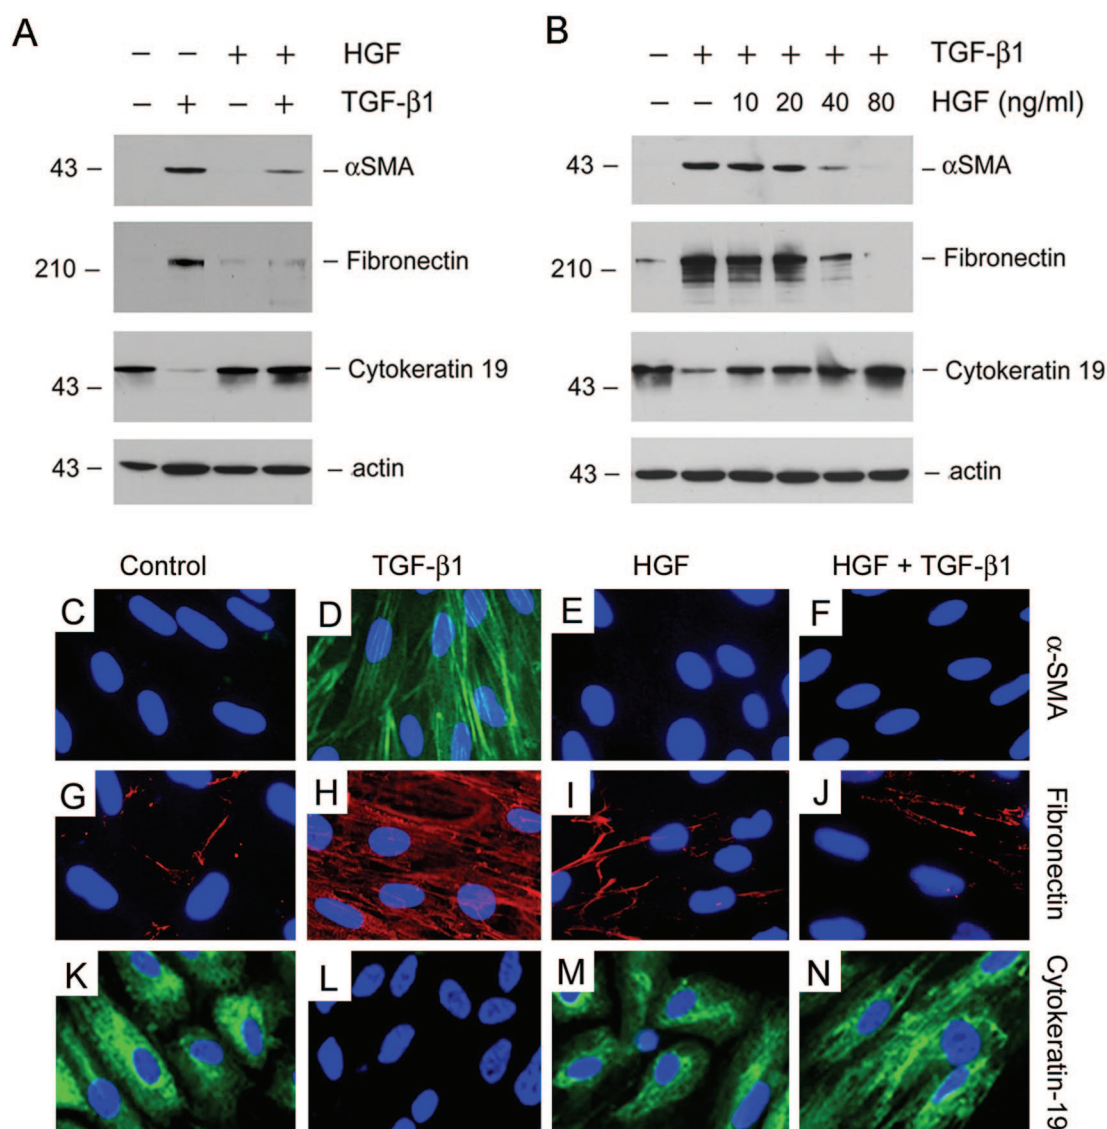 A
− − + + HGF
− + − + TGF-β1
43 – – αSMA
210 – – Fibronectin
43 – – Cytokeratin 19
43 – – actin
B
− + + + + + TGF-β1
− − 10 20 40 80 HGF (ng/ml)
43 – – αSMA
210 – – Fibronectin
43 – – Cytokeratin 19
43 – – actin
Control TGF-β1 HGF HGF + TGF-β1
C D E F α-SMA
G H I J Fibronectin
K L M N Cytokeratin-19